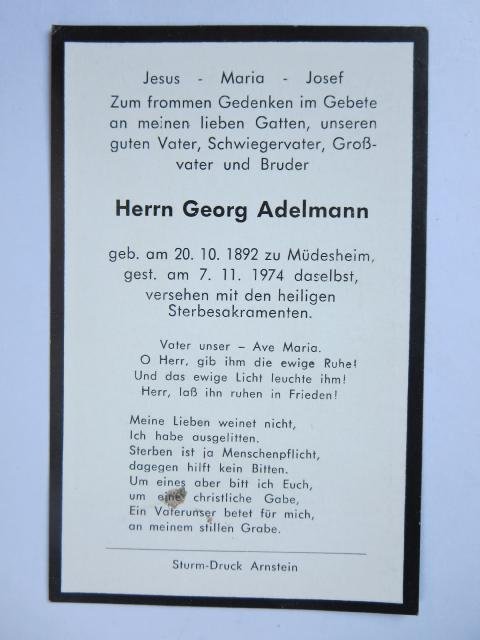 Jesus - Maria - Josef
Zum frommen Gedenken im Gebete
an meinen lieben Gatten, unseren
guten Vater, Schwiegervater, Groß-
vater und Bruder
Herrn Georg Adelmann
geb. am 20. 10. 1892 zu Müdesheim,
gest. am 7. 11. 1974 daselbst,
versehen mit den heiligen
Sterbesakramenten.
Vater unser – Ave Maria.
O Herr, gib ihm die ewige Ruhe!
Und das ewige Licht leuchte ihm!
Herr, laß ihn ruhen in Frieden!
Meine Lieben weinet nicht,
Ich habe ausgelitten.
Sterben ist ja Menschenpflicht,
dagegen hilft kein Bitten.
Um eines aber bitt ich Euch,
um eine christliche Gabe,
Ein Vaterunser betet für mich,
an meinem stillen Grabe.
Sturm-Druck Arnstein